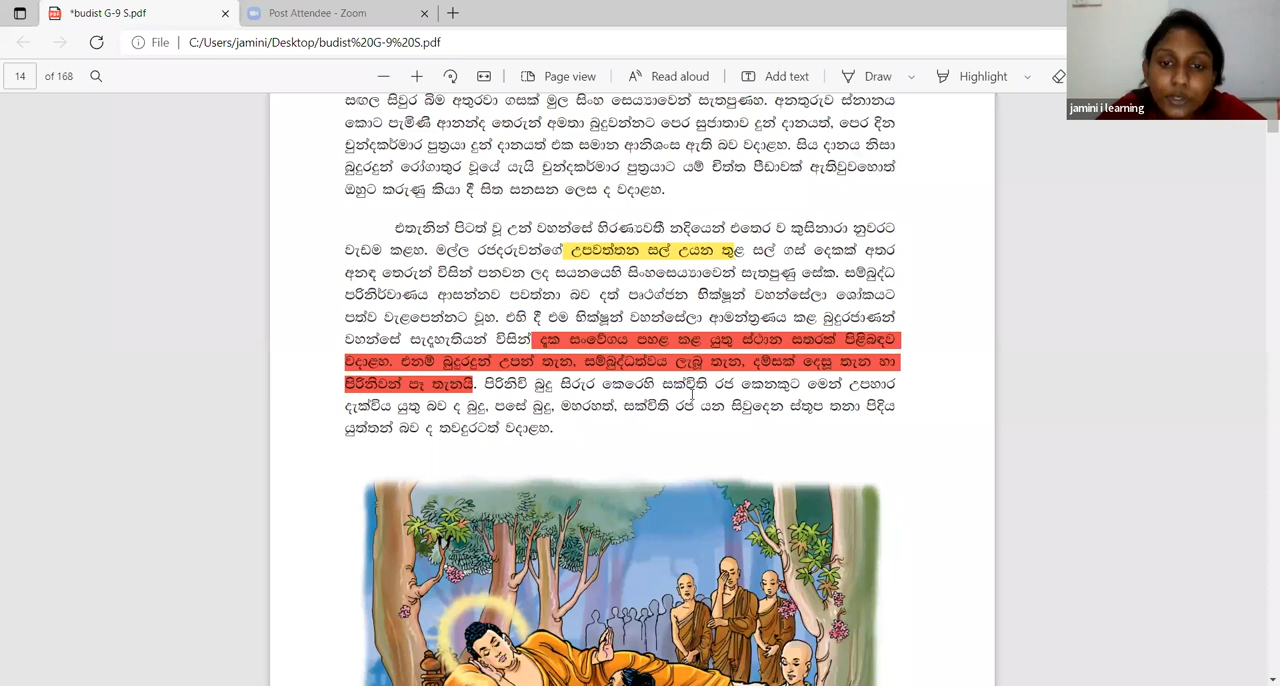 *budist G-9 S.pdf
Post Attendee - Zoom
File
C:/Users/jamini/Desktop/budist%20G-9%20S.pdf
14 of 168
Page view
Read aloud
Add text
Draw
Highlight
jamini i learning
සඟල සිවුර බිම අතුරවා ගසක් මුල සිංහ සෙය්‍යාවෙන් සැතපුණහ. අනතුරුව ස්නානය
කොට පැමිණි ආනන්ද තෙරුන් අමතා බුදුවන්නට පෙර සුජාතාව දුන් දානයත්, පෙර දින
චුන්දකර්මාර පුත්‍රයා දුන් දානයත් එක සමාන ආනිශංස ඇති බව වදාළහ. සිය දානය නිසා
බුදුරදුන් රෝගාතුර වූයේ යැයි චුන්දකර්මාර පුත්‍රයාට යම් චිත්ත පීඩාවක් ඇතිවුවහොත්
ඔහුට කරුණු කියා දී සිත සනසන ලෙස ද වදාළහ.
එතැනින් පිටත් වූ උන් වහන්සේ හිරණ්‍යවතී නදියෙන් එතෙර ව කුසිනාරා නුවරට
වැඩම කළහ. මල්ල රජදරුවන්ගේ උපවත්තන සල් උයන තුළ සල් ගස් දෙකක් අතර
අනඳ තෙරුන් විසින් පනවන ලද සයනයෙහි සිංහසෙය්‍යාවෙන් සැතපුණු සේක. සම්බුද්ධ
පරිනිර්වාණය ආසන්නව පවත්නා බව දත් පෘථග්ජන භික්ෂූන් වහන්සේලා ශෝකයට
පත්ව වැළපෙන්නට වූහ. එහි දී එම භික්ෂූන් වහන්සේලා ආමන්ත්‍රණය කළ බුදුරජාණන්
වහන්සේ සැදැහැතියන් විසින් දැක සංවේගය පහළ කළ යුතු ස්ථාන සතරක් පිළිබඳව
වදාළහ. එනම් බුදුරදුන් උපන් තැන, සම්බුද්ධත්වය ලැබූ තැන, දම්සක් දෙසූ තැන හා
පිරිනිවන් පෑ තැනයි. පිරිනිවි බුදු සිරුර කෙරෙහි සක්විති රජ කෙනකුට මෙන් උපහාර
දැක්විය යුතු බව ද බුදු, පසේ බුදු, මහරහත්, සක්විති රජ යන සිවුදෙන ස්තූප තනා පිදිය
යුත්තන් බව ද තවදුරටත් වදාළහ.